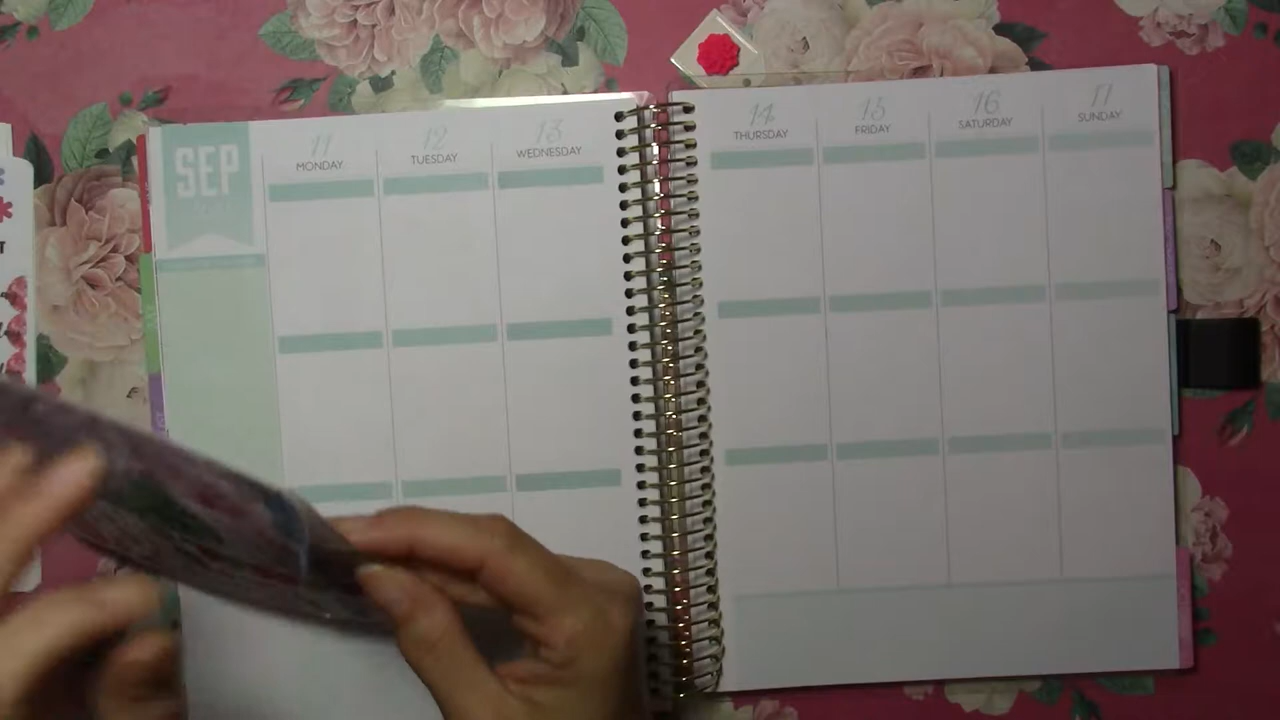 SEP
11 12 13
MONDAY TUESDAY WEDNESDAY
14 15 16 17
THURSDAY FRIDAY SATURDAY SUNDAY
T